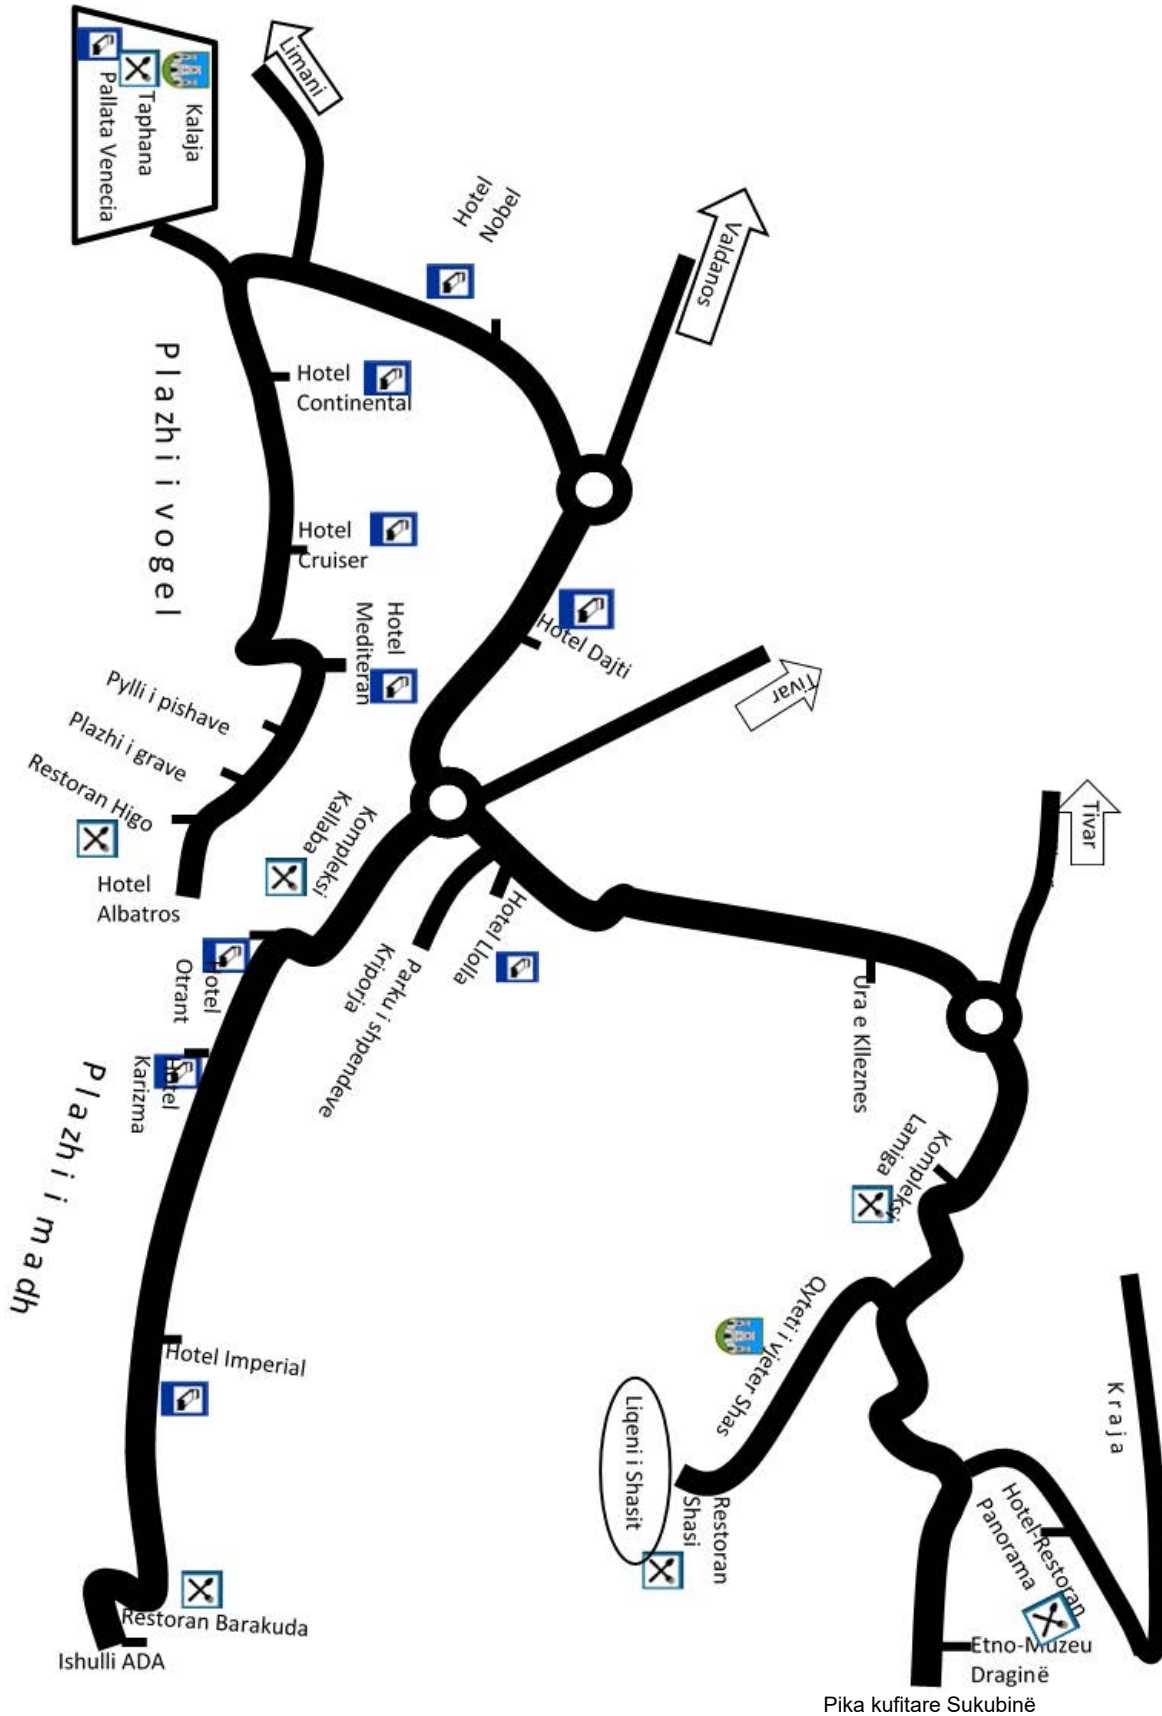 Limani
Kalaja
Taphana
Pallata Venecia
Hotel
Nobel
Valdanos
Hotel
Continental
Plazhi i vogel
Hotel
Cruiser
Hotel
Mediteran
Hotel Dajti
Tivar
Pylli i pishave
Plazhi i grave
Restoran Higo
Hotel
Albatros
Kompleksi
Kallaba
Tivar
Hotel Llolla
Parku i shpendeve
Kriporja
Hotel
Otrant
Ura e Klleznes
Hotel
Karizma
Plazhi i madh
Kompleksi
Lamiga
Qyteti i vjeter Shas
Hotel Imperial
Kraja
Liqeni i Shasit
Restoran
Shasi
Hotel-Restoran
Panorama
Restoran Barakuda
Ishulli ADA
Etno-Muzeu
Draginë
Pika kufitare Sukubinë